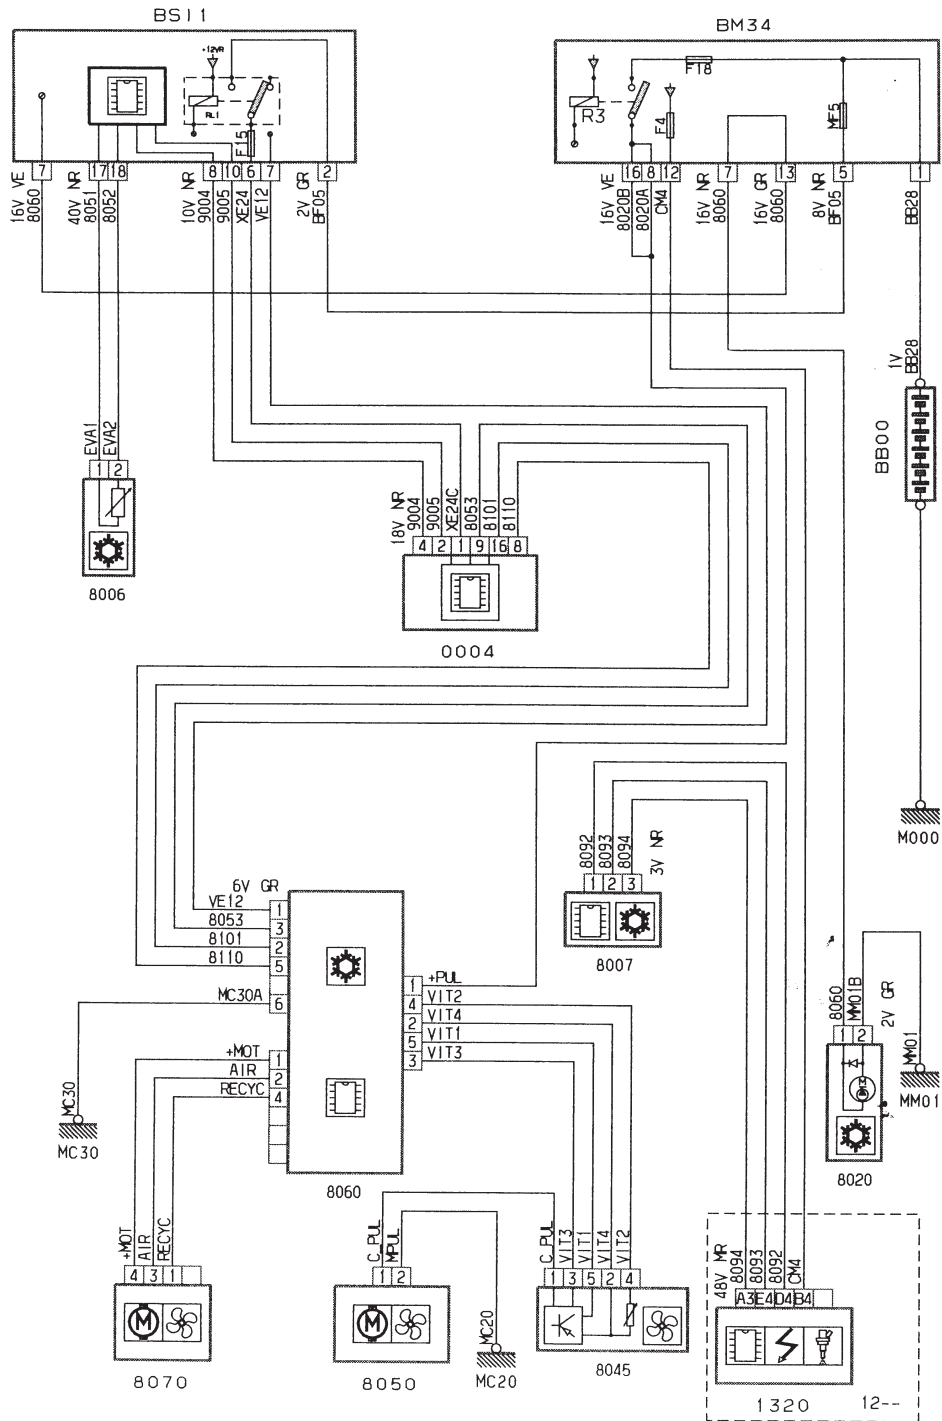 BSI1
BM34
+12VR
RL1
F15
R3
F18
F4
MF5
7 17 18 8 10 6 7 2
16 8 12 7 13 5 1
16V VE
8060
40V NR
8051
8052
10V NR
9004
9005
XE24
VE12
2V GR
BF05
16V VE
8020B
8020A
CM4
16V NR
8060
16V GR
8060
8V NR
BF05
BB28
1V
BB28
BB00
EVA1
EVA2
1 2
8006
18V NR
9004
9005
XE24C
8053
8101
8110
4 2 1 9 16 8
0004
M000
8092
8093
8094
3V NR
1 2 3
8007
6V GR
VE12 1
8053 3
8101 2
8110 5
MC30A 6
+MOT 1
AIR 2
RECYC 4
1 +PUL
4 VIT2
2 VIT4
5 VIT1
3 VIT3
8060
MC30
MC30
8060
MM01B
2V GR
1 2
M
MM01
MM01
8020
+MOT
AIR
RECYC
4 3 1
M
8070
C_PUL
MPUL
1 2
M
8050
MC20
MC20
C_PUL
VIT3
VIT1
VIT4
VIT2
1 3 5 2 4
8045
48V MR
8094
8093
8092
CM4
A3 E4 D4 B4
1320
12--